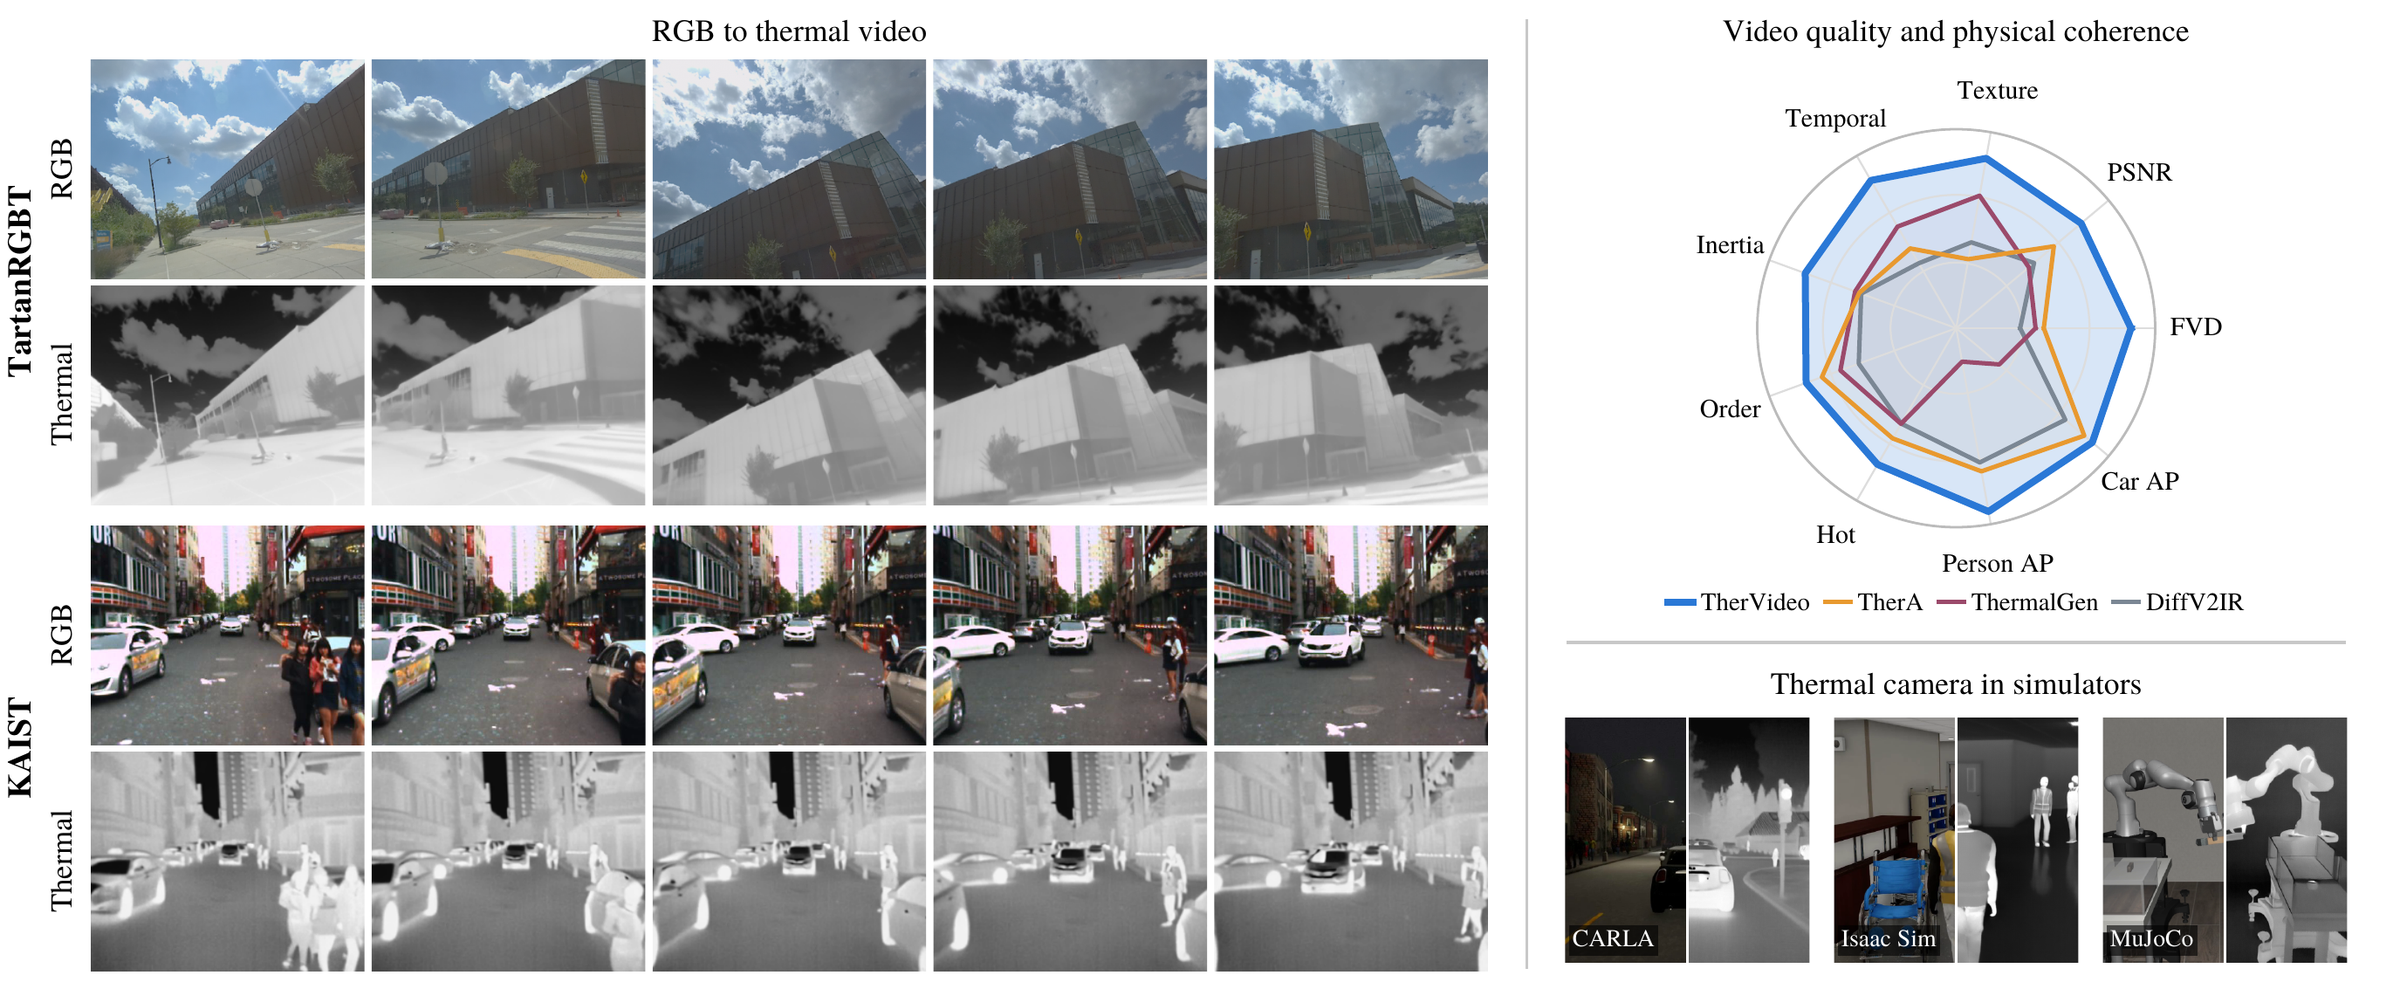 RGB to thermal video
TartanRGBT
RGB
Thermal
KAIST
RGB
ATWOSOME PLACE
Thermal
Video quality and physical coherence
Texture
Temporal
PSNR
Inertia
FVD
Order
Car AP
Hot
Person AP
TherVideo
TherA
ThermalGen
DiffV2IR
Thermal camera in simulators
CARLA
Isaac Sim
MuJoCo